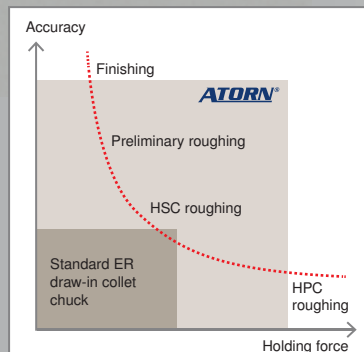 Accuracy
Finishing
ATORN®
Preliminary roughing
HSC roughing
Standard ER
draw-in collet
chuck
HPC
roughing
Holding force